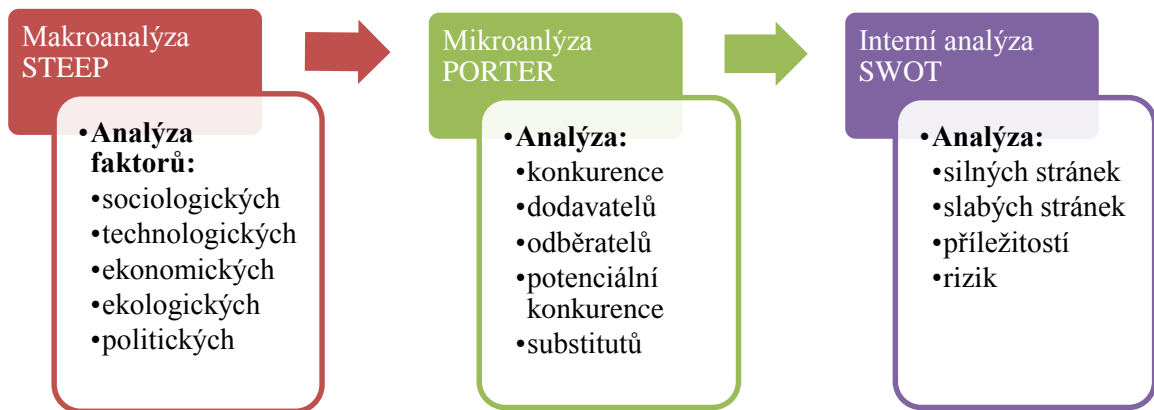 Makroanalýza
STEEP
•Analýza
faktorů:
•sociologických
•technologických
•ekonomických
•ekologických
•politických
Mikroanlýza
PORTER
•Analýza:
•konkurence
•dodavatelů
•odběratelů
•potenciální
konkurence
•substitutů
Interní analýza
SWOT
•Analýza:
•silných stránek
•slabých stránek
•příležitostí
•rizik